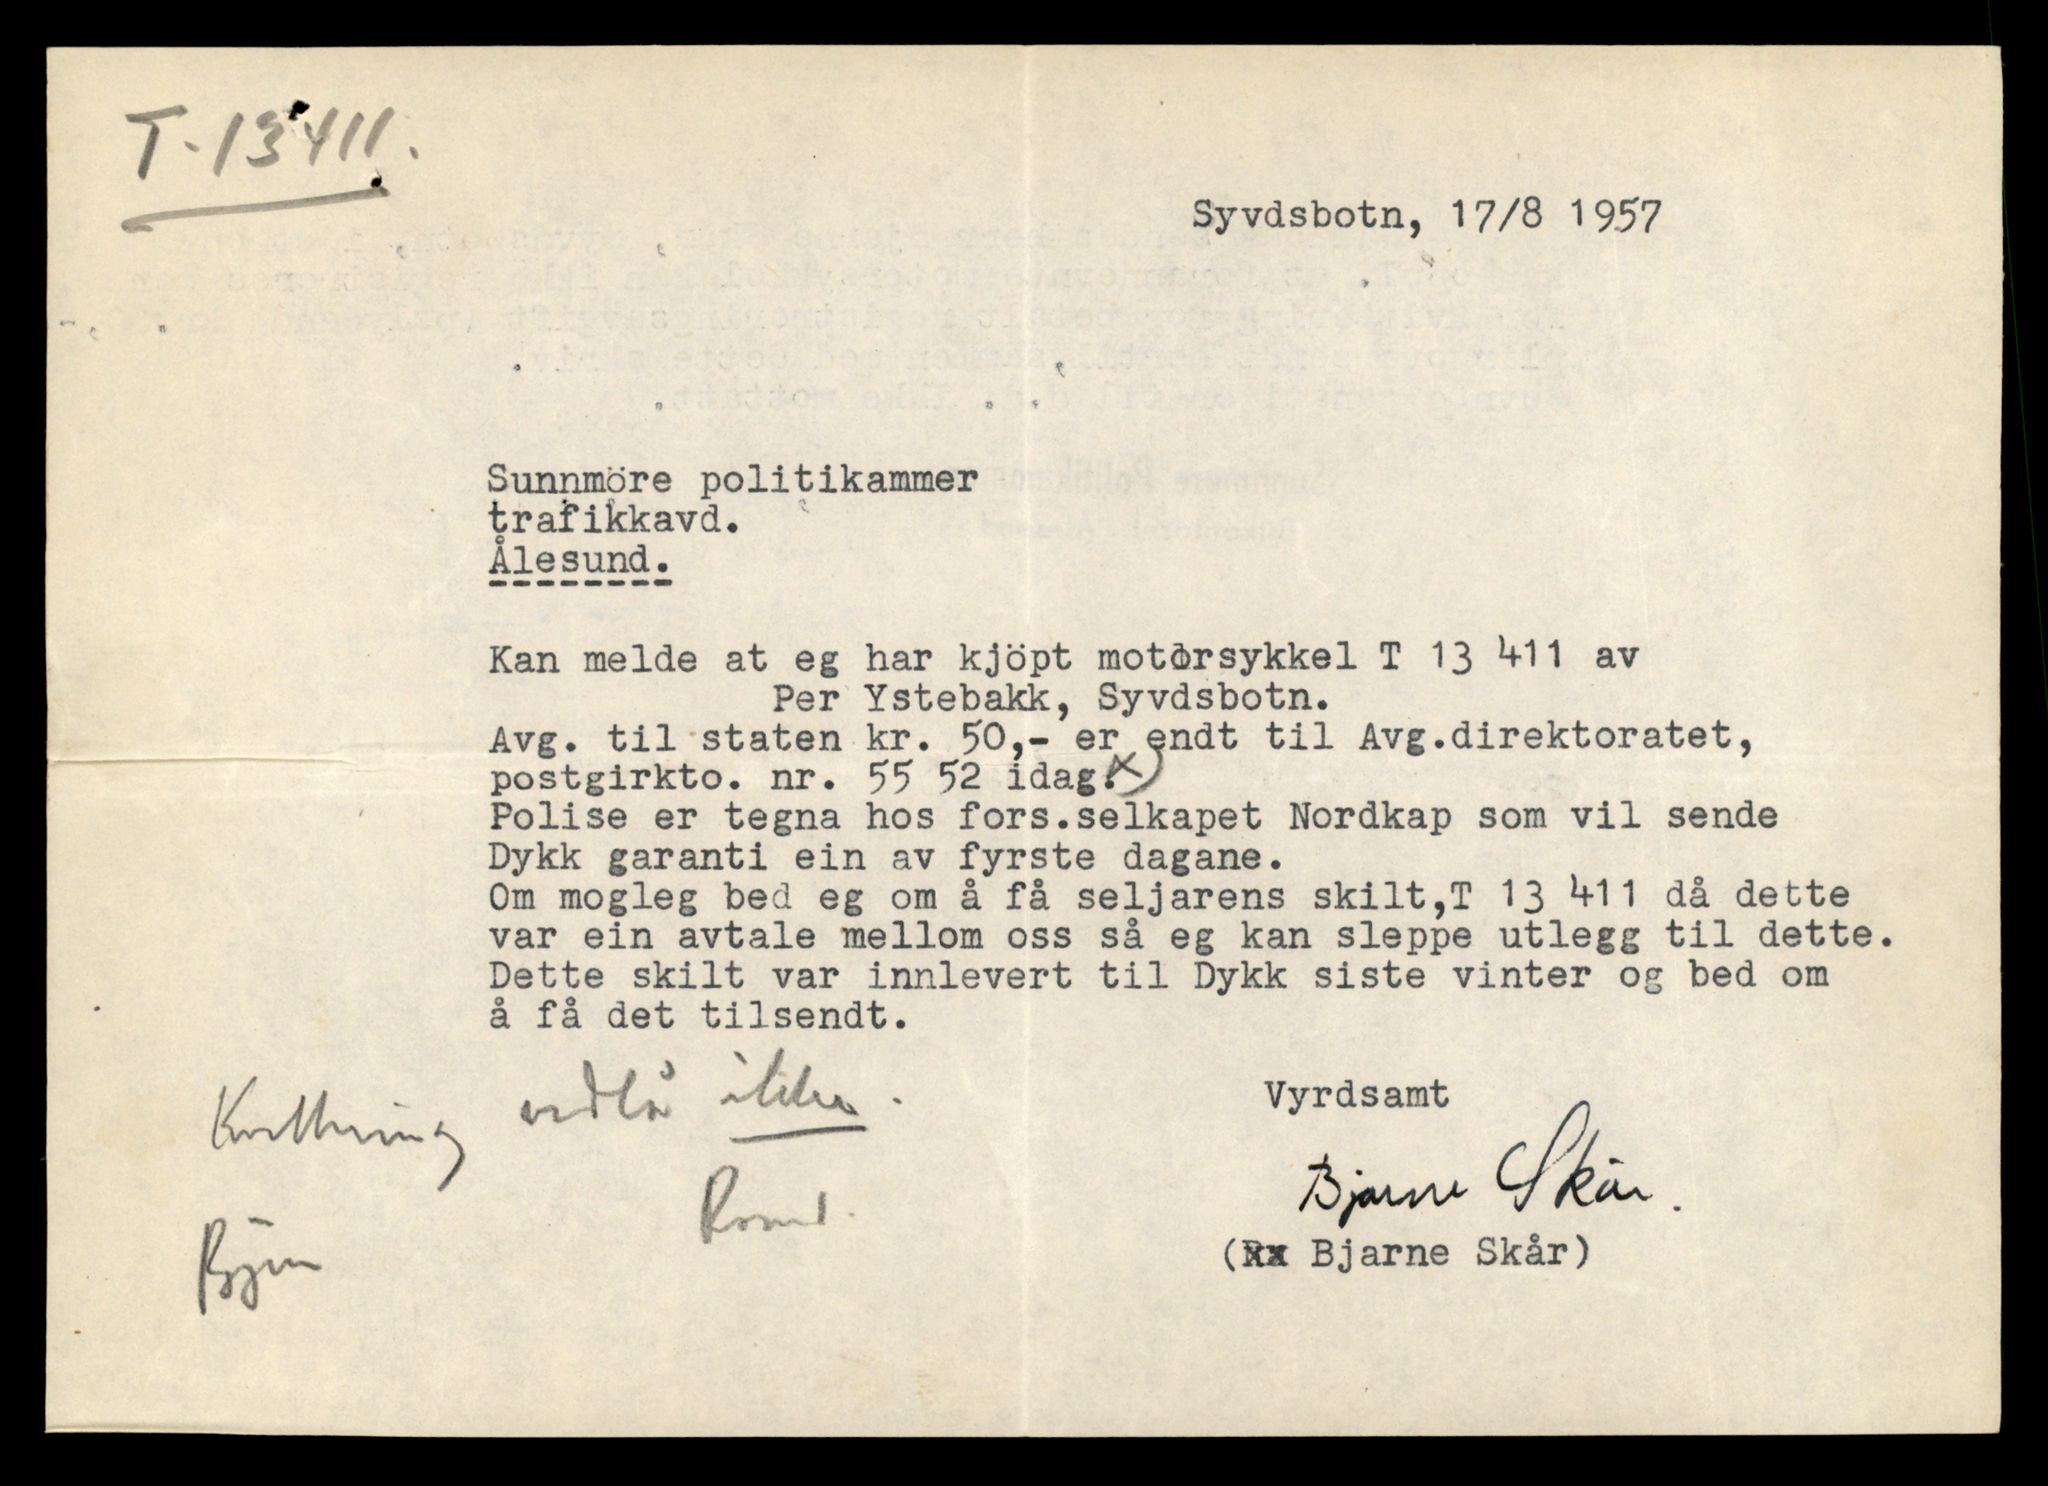 T-13411.
Syvdsbotn, 17/8 1957
Sunnmöre politikammer
trafikkavd.
Ålesund.
Kan melde at eg har kjöpt motorsykkel T 13 411 av
Per Ystebakk, Syvdsbotn.
Avg. til staten kr. 50,- er endt til Avg.direktoratet,
postgirkto. nr. 55 52 idag. x)
Polise er tegna hos fors.selkapet Nordkap som vil sende
Dykk garanti ein av fyrste dagane.
Om mogleg bed eg om å få seljarens skilt,T 13 411 då dette
var ein avtale mellom oss så eg kan sleppe utlegg til dette.
Dette skilt var innlevert til Dykk siste vinter og bed om
å få det tilsendt.
Kvittering vedlå ikke.
Vyrdsamt
Bjarne Skår.
(Rx Bjarne Skår)